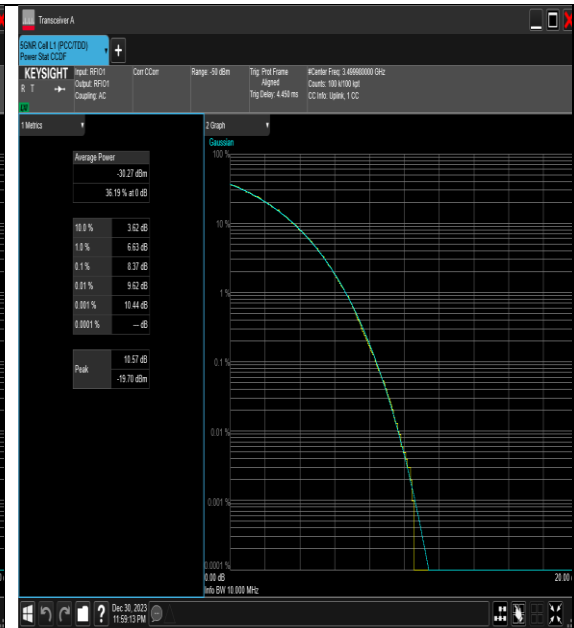 Transceiver A
5GNR Cell L1 (PCC/TDD)
Power Stat CCDF
KEYSIGHT
R T
Input: RFIO1
Output: RFIO1
Coupling: AC
Corr CCorr
Range: -50 dBm
Trig: Prot Frame
Aligned
Trig Delay: 4.450 ms
#Center Freq: 3.499980000 GHz
Counts: 100 k/100 kpt
CC Info: Uplink, 1 CC
1 Metrics
Average Power
-30.27 dBm
36.19 % at 0 dB
10.0 % 3.62 dB
1.0 % 6.63 dB
0.1 % 8.37 dB
0.01 % 9.62 dB
0.001 % 10.44 dB
0.0001 % --- dB
Peak
10.57 dB
-19.70 dBm
2 Graph
Gaussian
100 %
10 %
1 %
0.1 %
0.01 %
0.001 %
0.0001 %
0.00 dB
20.00
Info BW 10.000 MHz
Dec 30, 2023
11:59:13 PM